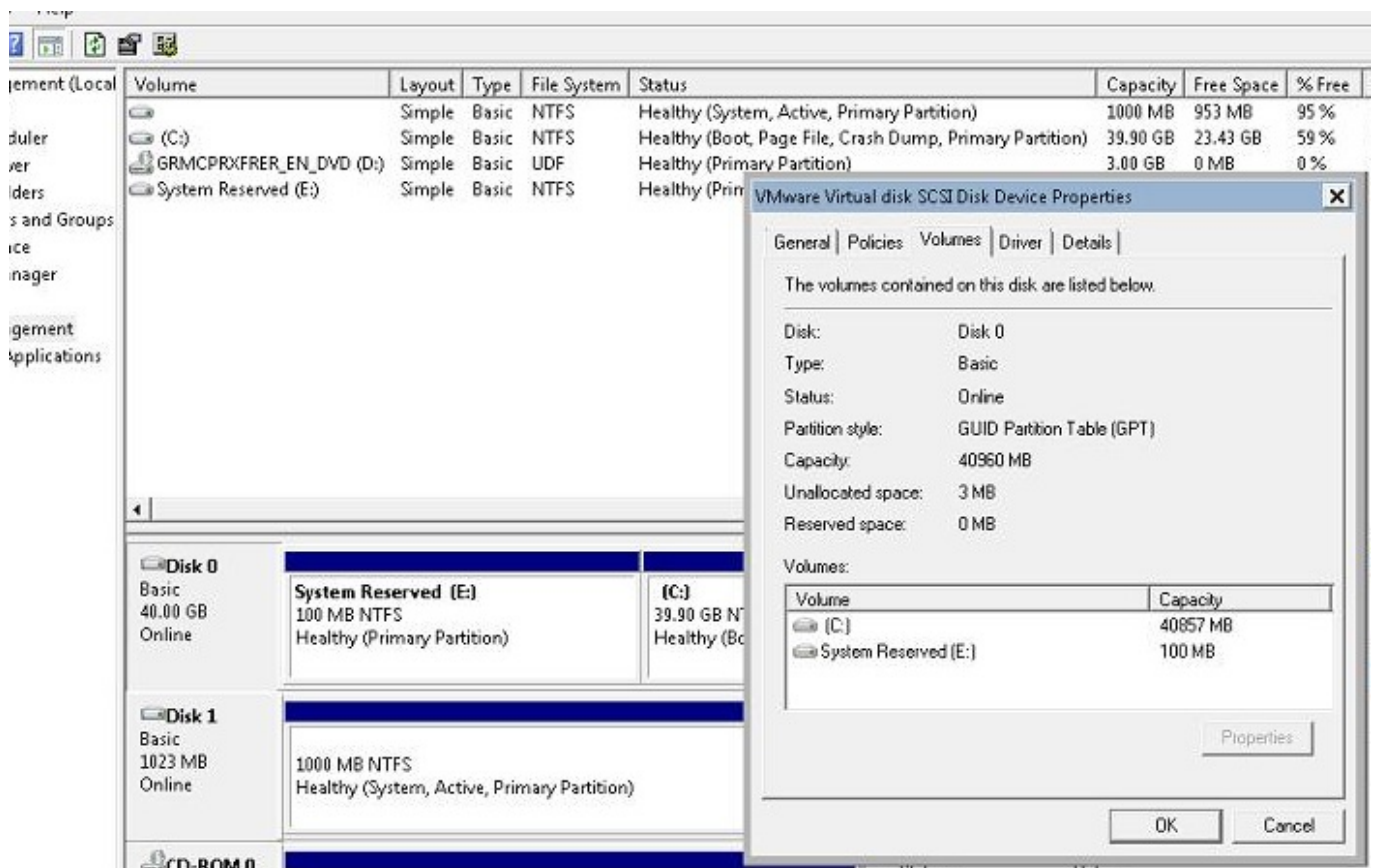 Volume Layout Type File System Status Capacity Free Space % Free
Simple Basic NTFS Healthy (System, Active, Primary Partition) 1000 MB 953 MB 95 %
(C:) Simple Basic NTFS Healthy (Boot, Page File, Crash Dump, Primary Partition) 39.90 GB 23.43 GB 59 %
GRMCPRXFRER_EN_DVD (D:) Simple Basic UDF Healthy (Primary Partition) 3.00 GB 0 MB 0 %
System Reserved (E:) Simple Basic NTFS Healthy (Prim
gement (Local
duler
ver
lders
s and Groups
nce
nager
gement
Applications
VMware Virtual disk SCSI Disk Device Properties
General Policies Volumes Driver Details
The volumes contained on this disk are listed below.
Disk: Disk 0
Type: Basic
Status: Online
Partition style: GUID Partition Table (GPT)
Capacity: 40960 MB
Unallocated space: 3 MB
Reserved space: 0 MB
Volumes:
Volume Capacity
(C:) 40857 MB
System Reserved (E:) 100 MB
Properties
OK Cancel
Disk 0
Basic
40.00 GB
Online
System Reserved (E:)
100 MB NTFS
Healthy (Primary Partition)
(C:)
39.90 GB N
Healthy (Bo
Disk 1
Basic
1023 MB
Online
1000 MB NTFS
Healthy (System, Active, Primary Partition)
CD-ROM 0